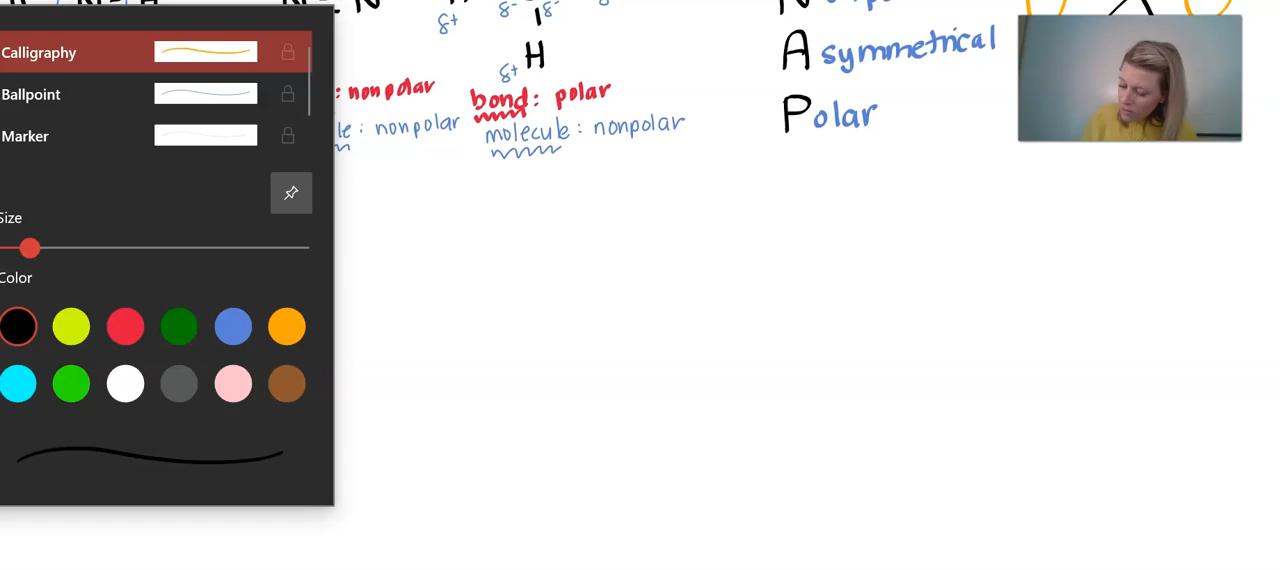 δ+ δ- δ-
H
δ+
Asymmetrical
Polar
: nonpolar bond: polar
le: nonpolar molecule: nonpolar
Calligraphy
Ballpoint
Marker
Size
Color